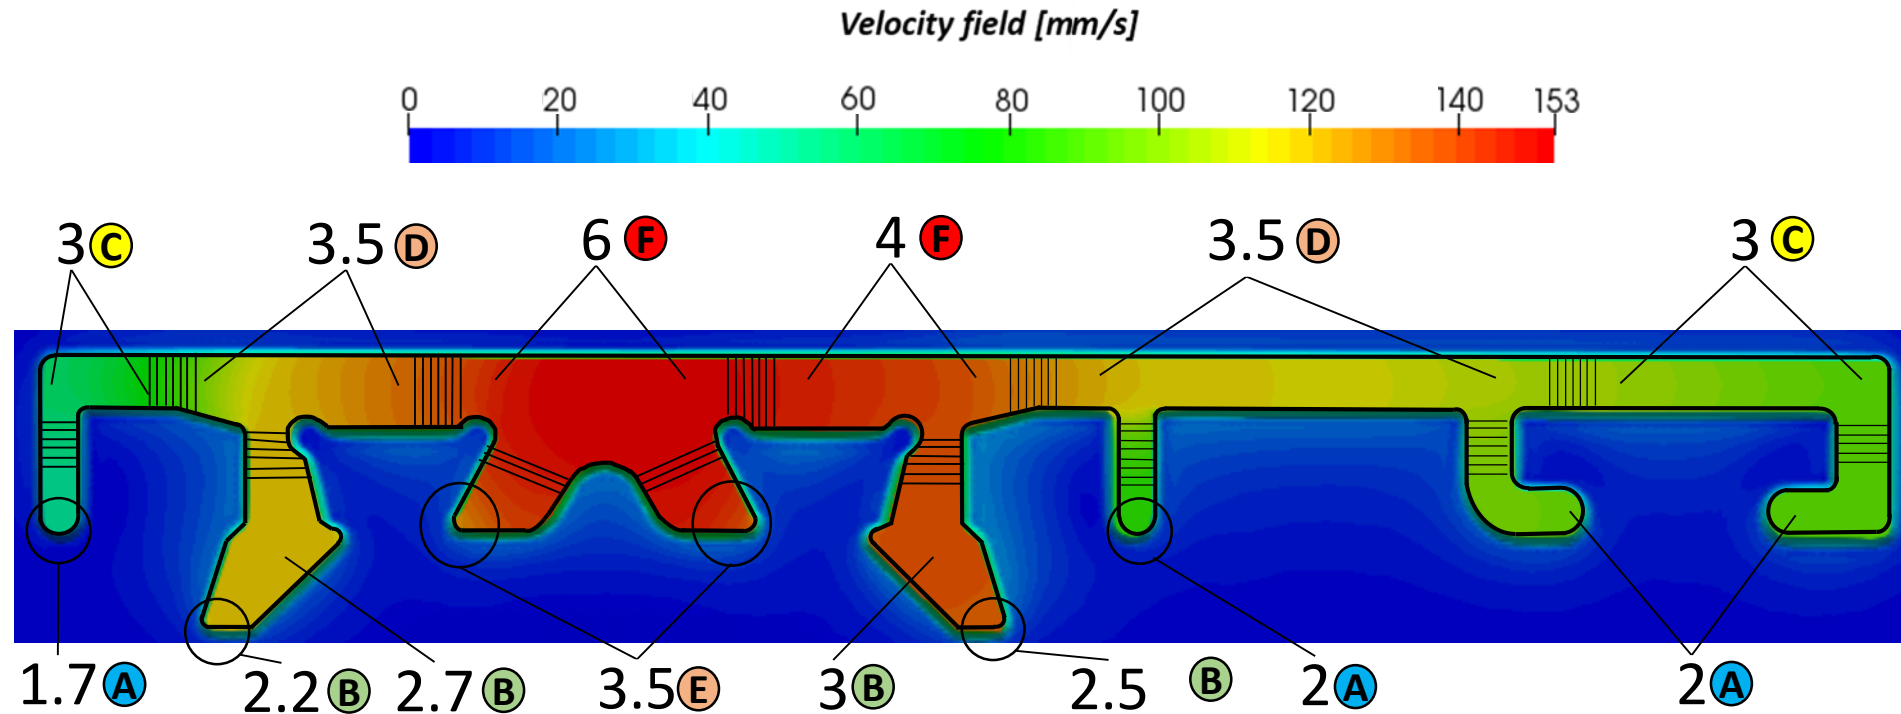 Velocity field [mm/s]
0 20 40 60 80 100 120 140 153
3 C 3.5 D 6 F 4 F 3.5 D 3 C
1.7 A 2.2 B 2.7 B 3.5 E 3 B 2.5 B 2 A 2 A